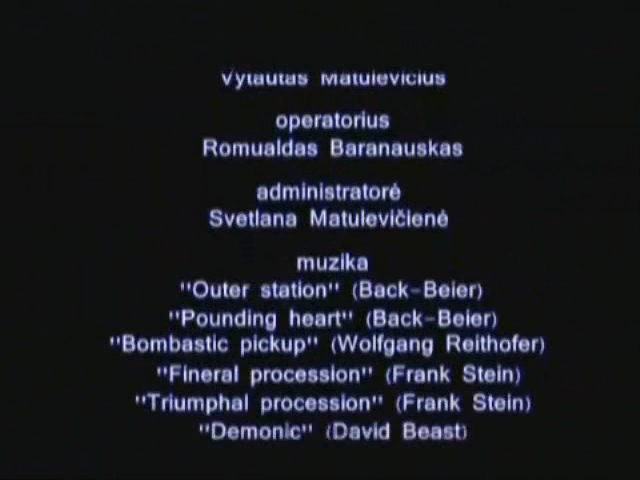 Vytautas Matulevičius
operatorius
Romualdas Baranauskas
administratorė
Svetlana Matulevičienė
muzika
"Outer station" (Back-Beier)
"Pounding heart" (Back-Beier)
"Bombastic pickup" (Wolfgang Reithofer)
"Fineral procession" (Frank Stein)
"Triumphal procession" (Frank Stein)
"Demonic" (David Beast)